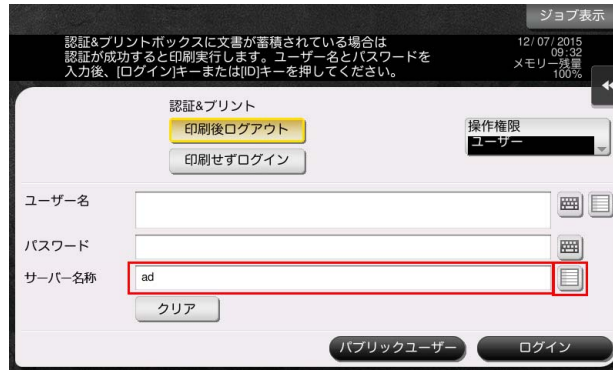 ジョブ表示
認証&プリントボックスに文書が蓄積されている場合は
認証が成功すると印刷実行します。ユーザー名とパスワードを
入力後、[ログイン]キーまたは[ID]キーを押してください。
12/07/2015
09:32
メモリー残量
100%
認証&プリント
印刷後ログアウト
印刷せずログイン
操作権限
ユーザー
ユーザー名
パスワード
サーバー名称
ad
クリア
パブリックユーザー
ログイン